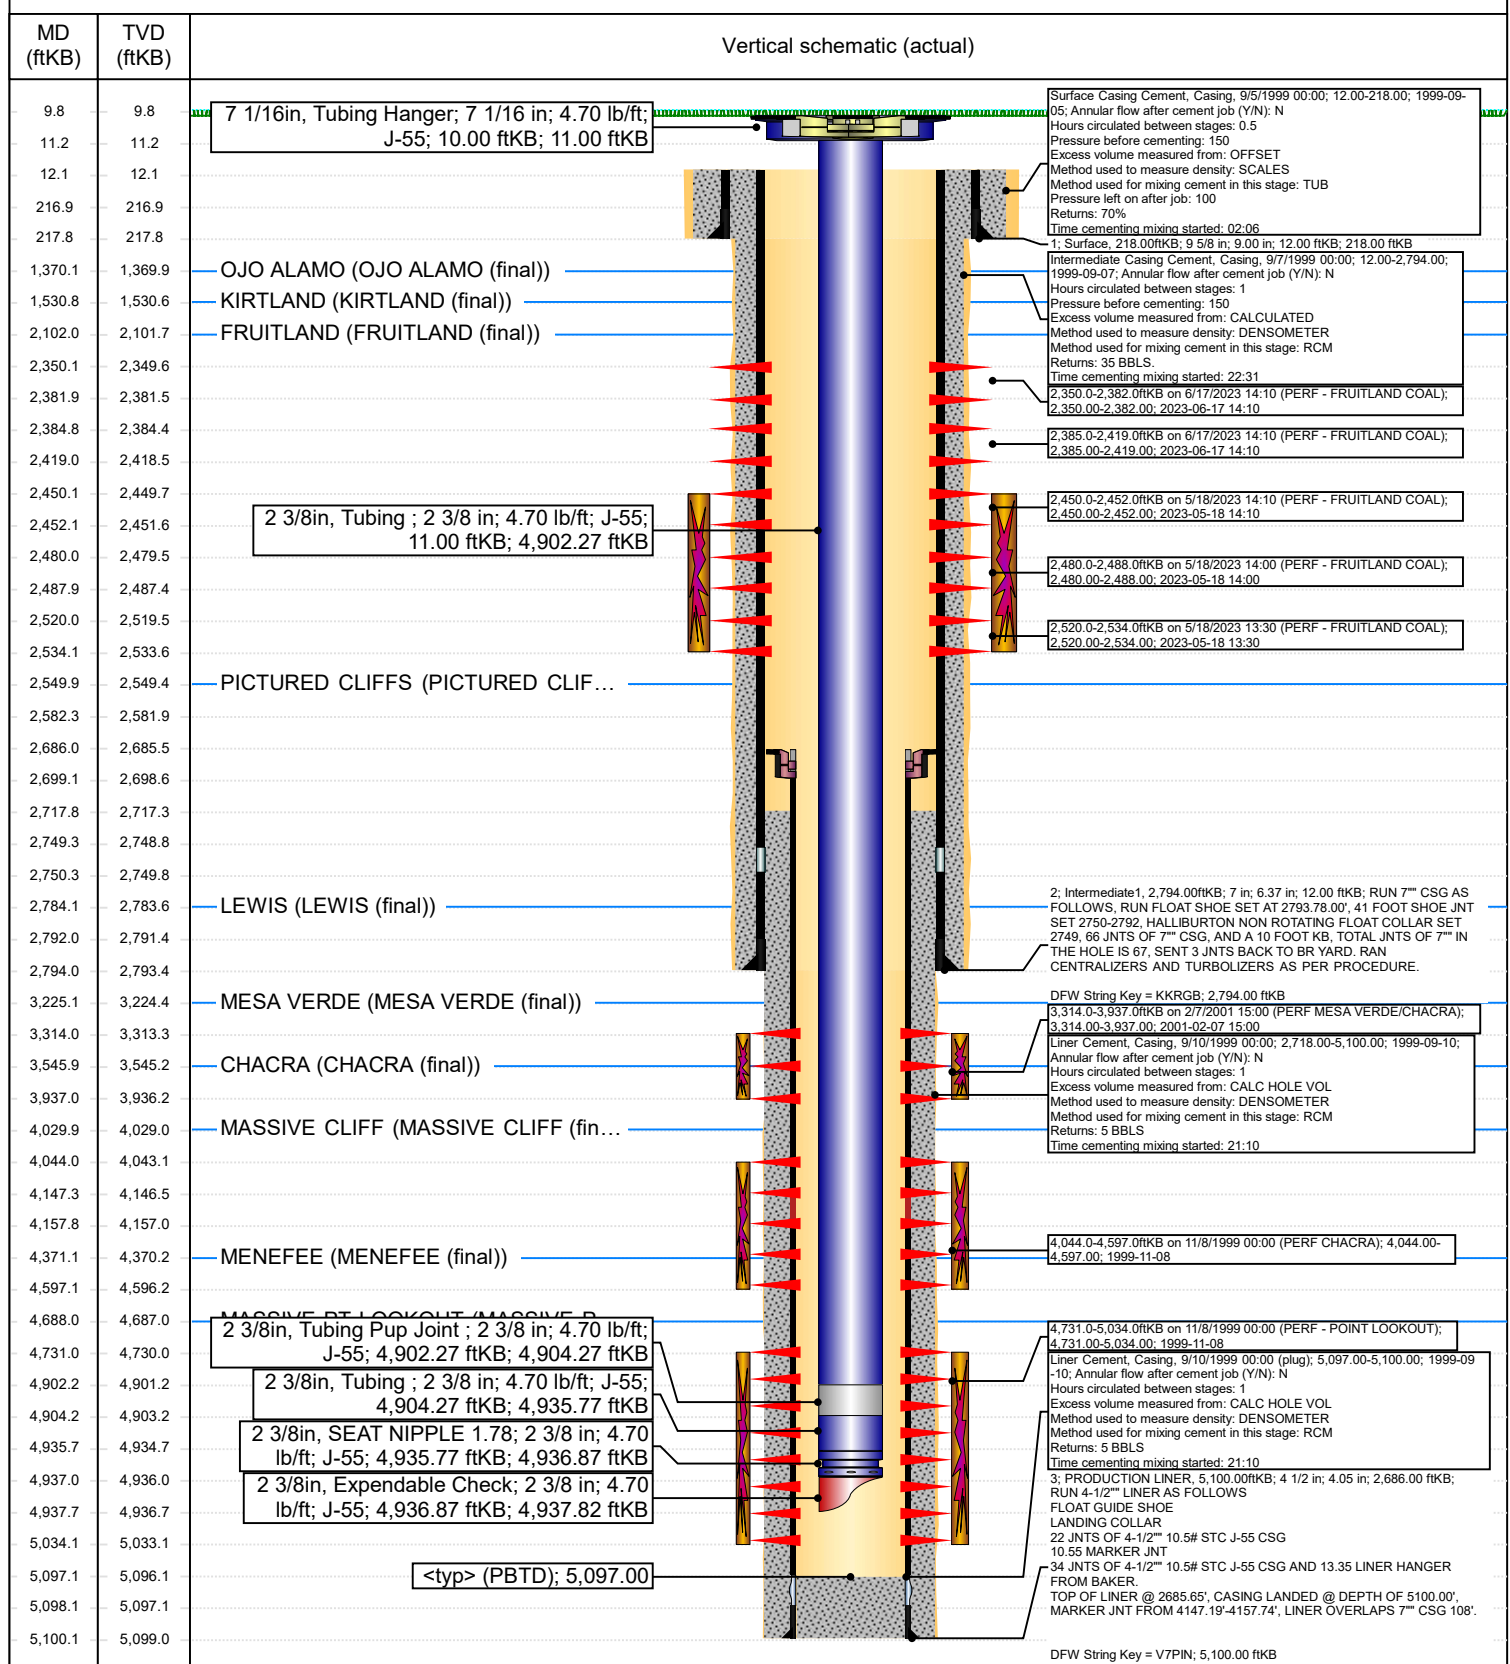 MD
(ftKB)
TVD
(ftKB)
Vertical schematic (actual)
9.8 9.8
11.2 11.2
12.1 12.1
216.9 216.9
217.8 217.8
1,370.1 1,369.9
1,530.8 1,530.6
2,102.0 2,101.7
2,350.1 2,349.6
2,381.9 2,381.5
2,384.8 2,384.4
2,419.0 2,418.5
2,450.1 2,449.7
2,452.1 2,451.6
2,480.0 2,479.5
2,487.9 2,487.4
2,520.0 2,519.5
2,534.1 2,533.6
2,549.9 2,549.4
2,582.3 2,581.9
2,686.0 2,685.5
2,699.1 2,698.6
2,717.8 2,717.3
2,749.3 2,748.8
2,750.3 2,749.8
2,784.1 2,783.6
2,792.0 2,791.4
2,794.0 2,793.4
3,225.1 3,224.4
3,314.0 3,313.3
3,545.9 3,545.2
3,937.0 3,936.2
4,029.9 4,029.0
4,044.0 4,043.1
4,147.3 4,146.5
4,157.8 4,157.0
4,371.1 4,370.2
4,597.1 4,596.2
4,688.0 4,687.0
4,731.0 4,730.0
4,902.2 4,901.2
4,904.2 4,903.2
4,935.7 4,934.7
4,937.0 4,936.0
4,937.7 4,936.7
5,034.1 5,033.1
5,097.1 5,096.1
5,098.1 5,097.1
5,100.1 5,099.0
7 1/16in, Tubing Hanger; 7 1/16 in; 4.70 lb/ft;
J-55; 10.00 ftKB; 11.00 ftKB
OJO ALAMO (OJO ALAMO (final))
KIRTLAND (KIRTLAND (final))
FRUITLAND (FRUITLAND (final))
2 3/8in, Tubing ; 2 3/8 in; 4.70 lb/ft; J-55;
11.00 ftKB; 4,902.27 ftKB
PICTURED CLIFFS (PICTURED CLIF...
LEWIS (LEWIS (final))
MESA VERDE (MESA VERDE (final))
CHACRA (CHACRA (final))
MASSIVE CLIFF (MASSIVE CLIFF (fin...
MENEFEE (MENEFEE (final))
2 3/8in, Tubing Pup Joint ; 2 3/8 in; 4.70 lb/ft;
J-55; 4,902.27 ftKB; 4,904.27 ftKB
2 3/8in, Tubing ; 2 3/8 in; 4.70 lb/ft; J-55;
4,904.27 ftKB; 4,935.77 ftKB
2 3/8in, SEAT NIPPLE 1.78; 2 3/8 in; 4.70
lb/ft; J-55; 4,935.77 ftKB; 4,936.87 ftKB
2 3/8in, Expendable Check; 2 3/8 in; 4.70
lb/ft; J-55; 4,936.87 ftKB; 4,937.82 ftKB
<typ> (PBTD); 5,097.00
Surface Casing Cement, Casing, 9/5/1999 00:00; 12.00-218.00; 1999-09-
05; Annular flow after cement job (Y/N): N
Hours circulated between stages: 0.5
Pressure before cementing: 150
Excess volume measured from: OFFSET
Method used to measure density: SCALES
Method used for mixing cement in this stage: TUB
Pressure left on after job: 100
Returns: 70%
Time cementing mixing started: 02:06
1; Surface, 218.00ftKB; 9 5/8 in; 9.00 in; 12.00 ftKB; 218.00 ftKB
Intermediate Casing Cement, Casing, 9/7/1999 00:00; 12.00-2,794.00;
1999-09-07; Annular flow after cement job (Y/N): N
Hours circulated between stages: 1
Pressure before cementing: 150
Excess volume measured from: CALCULATED
Method used to measure density: DENSOMETER
Method used for mixing cement in this stage: RCM
Returns: 35 BBLS.
Time cementing mixing started: 22:31
2,350.0-2,382.0ftKB on 6/17/2023 14:10 (PERF - FRUITLAND COAL);
2,350.00-2,382.00; 2023-06-17 14:10
2,385.0-2,419.0ftKB on 6/17/2023 14:10 (PERF - FRUITLAND COAL);
2,385.00-2,419.00; 2023-06-17 14:10
2,450.0-2,452.0ftKB on 5/18/2023 14:10 (PERF - FRUITLAND COAL);
2,450.00-2,452.00; 2023-05-18 14:10
2,480.0-2,488.0ftKB on 5/18/2023 14:00 (PERF - FRUITLAND COAL);
2,480.00-2,488.00; 2023-05-18 14:00
2,520.0-2,534.0ftKB on 5/18/2023 13:30 (PERF - FRUITLAND COAL);
2,520.00-2,534.00; 2023-05-18 13:30
2; Intermediate1, 2,794.00ftKB; 7 in; 6.37 in; 12.00 ftKB; RUN 7"" CSG AS
FOLLOWS, RUN FLOAT SHOE SET AT 2793.78.00', 41 FOOT SHOE JNT
SET 2750-2792, HALLIBURTON NON ROTATING FLOAT COLLAR SET
2749, 66 JNTS OF 7"" CSG, AND A 10 FOOT KB, TOTAL JNTS OF 7"" IN
THE HOLE IS 67, SENT 3 JNTS BACK TO BR YARD. RAN
CENTRALIZERS AND TURBOLIZERS AS PER PROCEDURE.
DFW String Key = KKRGB; 2,794.00 ftKB
3,314.0-3,937.0ftKB on 2/7/2001 15:00 (PERF MESA VERDE/CHACRA);
3,314.00-3,937.00; 2001-02-07 15:00
Liner Cement, Casing, 9/10/1999 00:00; 2,718.00-5,100.00; 1999-09-10;
Annular flow after cement job (Y/N): N
Hours circulated between stages: 1
Excess volume measured from: CALC HOLE VOL
Method used to measure density: DENSOMETER
Method used for mixing cement in this stage: RCM
Returns: 5 BBLS
Time cementing mixing started: 21:10
4,044.0-4,597.0ftKB on 11/8/1999 00:00 (PERF CHACRA); 4,044.00-
4,597.00; 1999-11-08
4,731.0-5,034.0ftKB on 11/8/1999 00:00 (PERF - POINT LOOKOUT);
4,731.00-5,034.00; 1999-11-08
Liner Cement, Casing, 9/10/1999 00:00 (plug); 5,097.00-5,100.00; 1999-09
-10; Annular flow after cement job (Y/N): N
Hours circulated between stages: 1
Excess volume measured from: CALC HOLE VOL
Method used to measure density: DENSOMETER
Method used for mixing cement in this stage: RCM
Returns: 5 BBLS
Time cementing mixing started: 21:10
3; PRODUCTION LINER, 5,100.00ftKB; 4 1/2 in; 4.05 in; 2,686.00 ftKB;
RUN 4-1/2"" LINER AS FOLLOWS
FLOAT GUIDE SHOE
LANDING COLLAR
22 JNTS OF 4-1/2"" 10.5# STC J-55 CSG
10.55 MARKER JNT
34 JNTS OF 4-1/2"" 10.5# STC J-55 CSG AND 13.35 LINER HANGER
FROM BAKER.
TOP OF LINER @ 2685.65', CASING LANDED @ DEPTH OF 5100.00',
MARKER JNT FROM 4147.19'-4157.74', LINER OVERLAPS 7"" CSG 108'.
DFW String Key = V7PIN; 5,100.00 ftKB